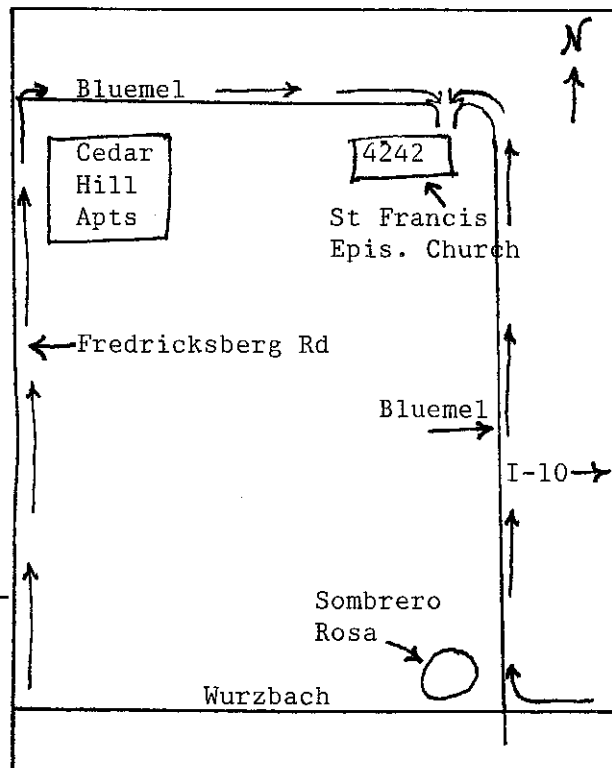 N
Bluemel
Cedar
Hill
Apts
4242
St Francis
Epis. Church
Fredricksberg Rd
Bluemel
I-10
Sombrero
Rosa
Wurzbach